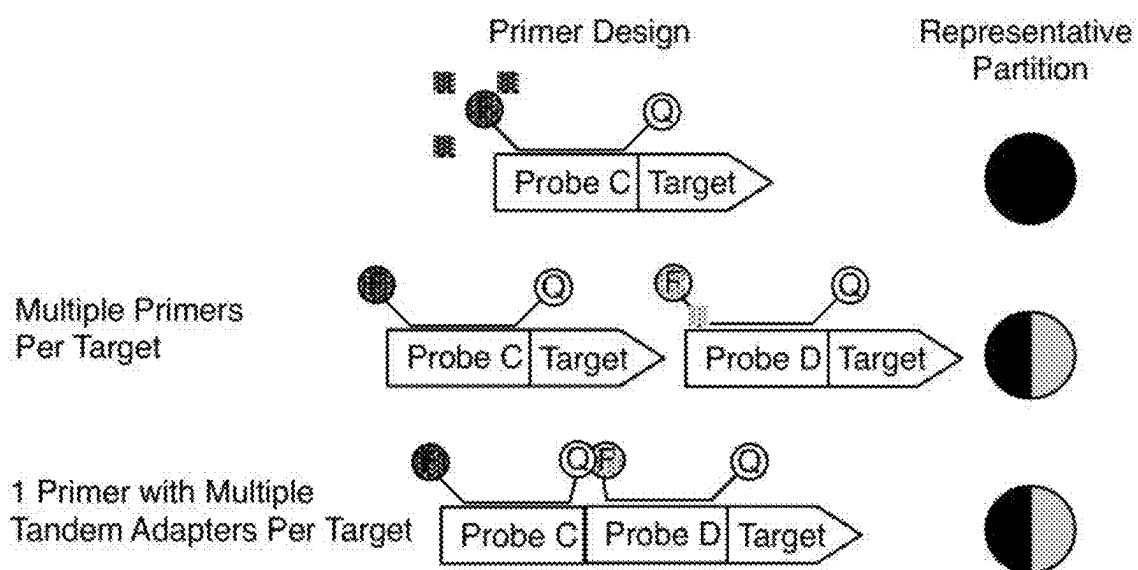 Primer Design
Representative
Partition
Q
Probe C Target
Multiple Primers
Per Target
Q
F
Q
Probe C Target
Probe D Target
1 Primer with Multiple
Tandem Adapters Per Target
Q F
Q
Probe C Probe D Target